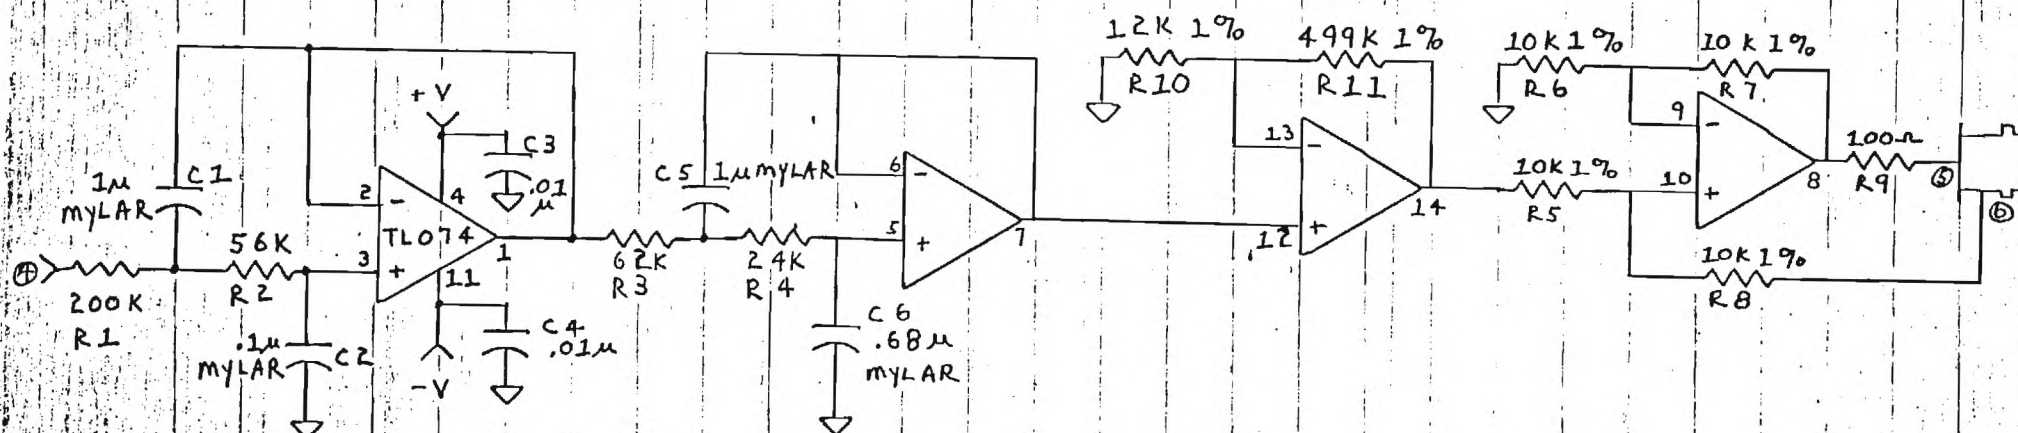 12K 1%
R10
499K 1%
R11
10K 1%
R6
10K 1%
R7
+V
C3
.01
µ
C1
1µ
MYLAR
2
-
4
TL074
3
+
11
1
④
200K
R1
56K
R2
.1µ
MYLAR
C2
-V
C4
.01µ
C5
1µ MYLAR
62K
R3
24K
R4
6
-
5
+
7
C6
.68µ
MYLAR
13
-
12
+
14
10K 1%
R5
9
-
10
+
8
100Ω
R9
⑤
⑥
10K 1%
R8